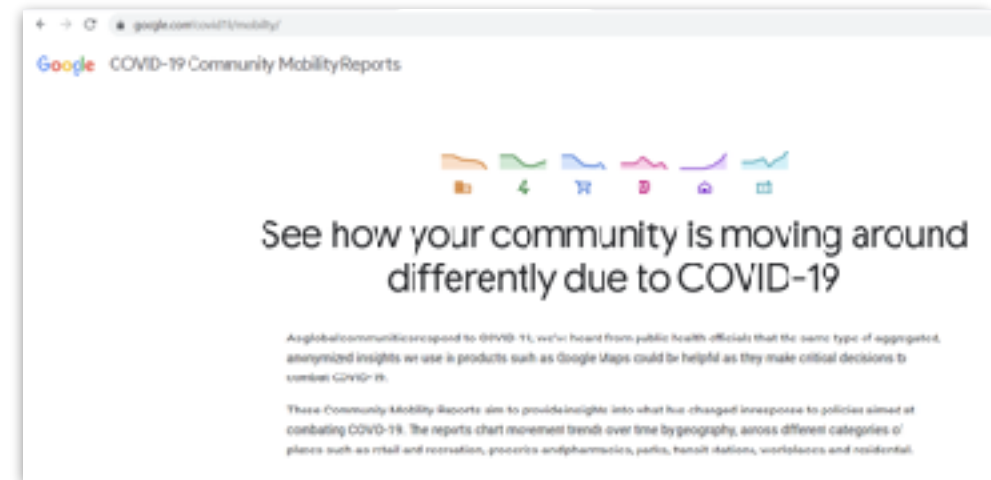 google.com/covid19/mobility/
Google COVID-19 Community Mobility Reports
See how your community is moving around
differently due to COVID-19
As global communities respond to COVID-19, we've heard from public health officials that the same type of aggregated,
anonymized insights we use in products such as Google Maps could be helpful as they make critical decisions to
combat COVID-19.
These Community Mobility Reports aim to provide insights into what has changed in response to policies aimed at
combating COVID-19. The reports chart movement trends over time by geography, across different categories of
places such as retail and recreation, groceries and pharmacies, parks, transit stations, workplaces and residential.